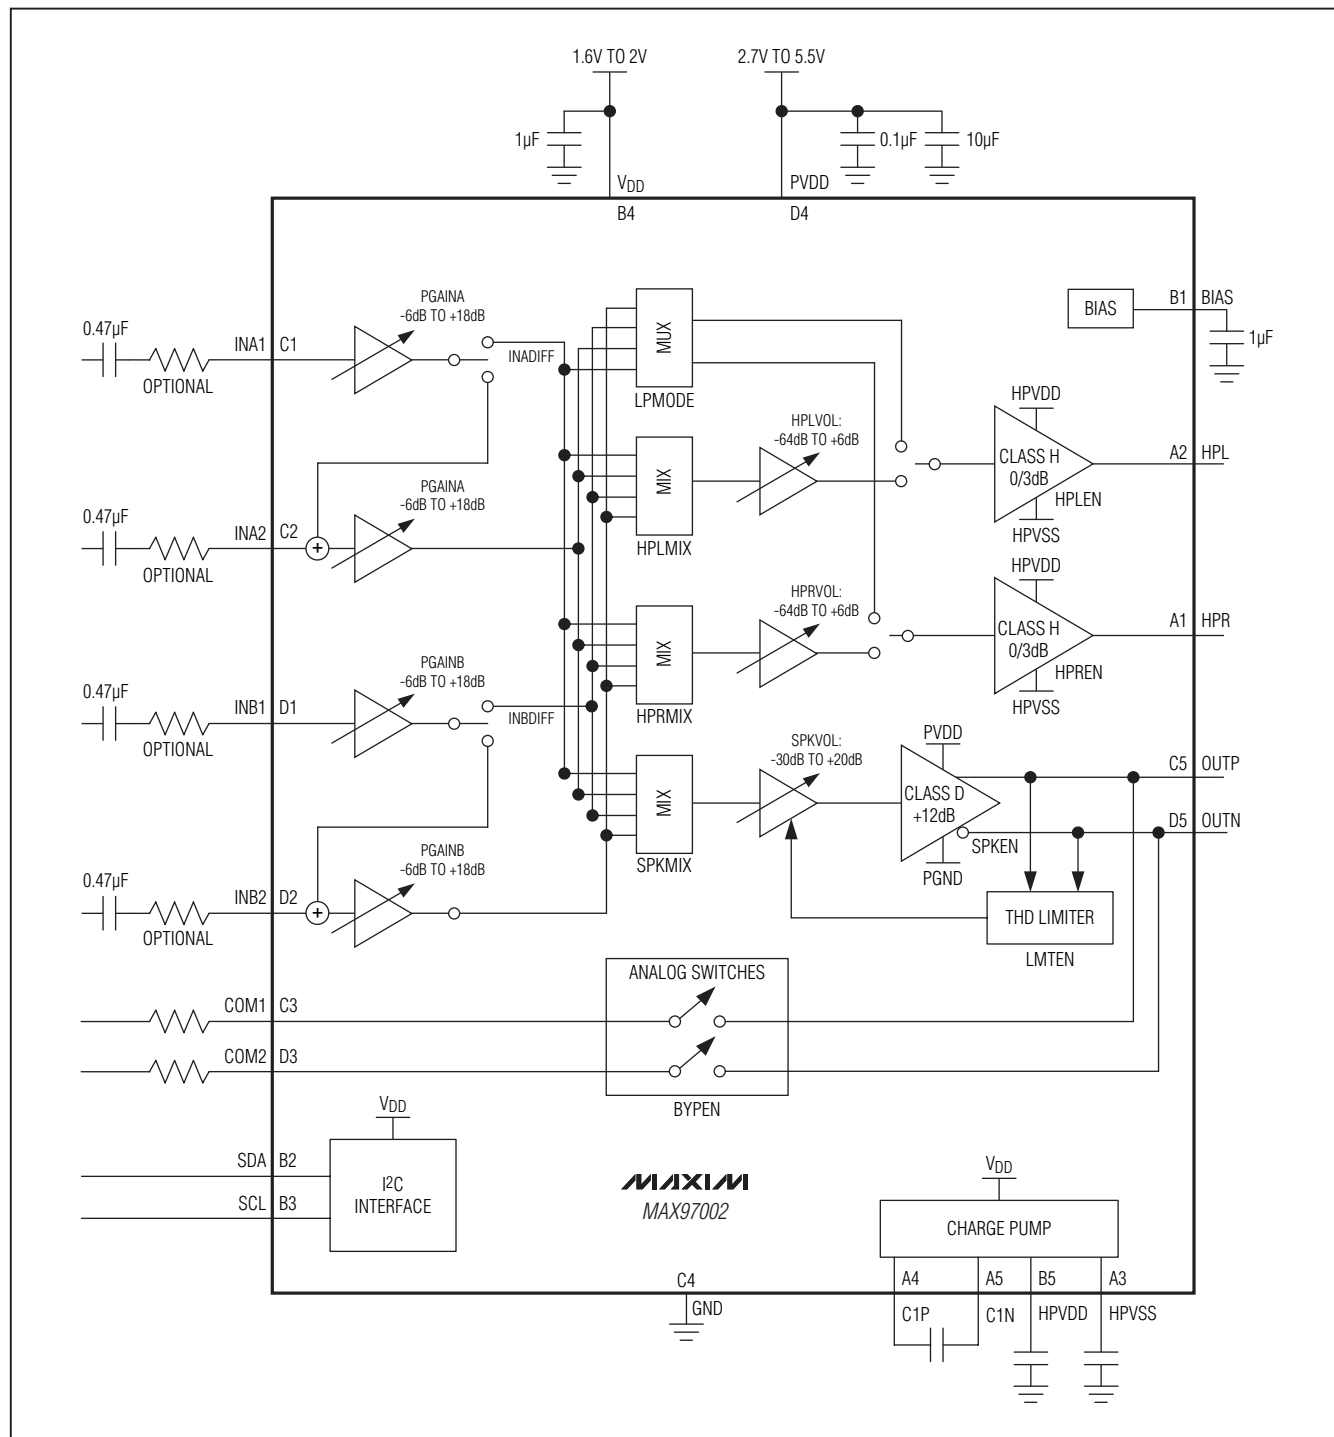 1.6V TO 2V
2.7V TO 5.5V
1µF
0.1µF
10µF
VDD
PVDD
B4
D4
PGAINA
-6dB TO +18dB
0.47µF
INA1
C1
OPTIONAL
INADIFF
MUX
LPMODE
BIAS
B1
BIAS
1µF
HPLVOL:
-64dB TO +6dB
HPVDD
CLASS H
0/3dB
HPLEN
HPVSS
A2
HPL
PGAINA
-6dB TO +18dB
0.47µF
INA2
C2
+
OPTIONAL
MIX
HPLMIX
HPRVOL:
-64dB TO +6dB
HPVDD
CLASS H
0/3dB
HPREN
HPVSS
A1
HPR
MIX
HPRMIX
PGAINB
-6dB TO +18dB
0.47µF
INB1
D1
OPTIONAL
INBDIFF
SPKVOL:
-30dB TO +20dB
PVDD
CLASS D
+12dB
SPKEN
PGND
C5
OUTP
D5
OUTN
MIX
SPKMIX
PGAINB
-6dB TO +18dB
0.47µF
INB2
D2
+
OPTIONAL
THD LIMITER
LMTEN
ANALOG SWITCHES
COM1
C3
COM2
D3
BYPEN
VDD
SDA
B2
SCL
B3
I2C
INTERFACE
MAXIM
MAX97002
VDD
CHARGE PUMP
C4
GND
A4
A5
B5
A3
C1P
C1N
HPVDD
HPVSS